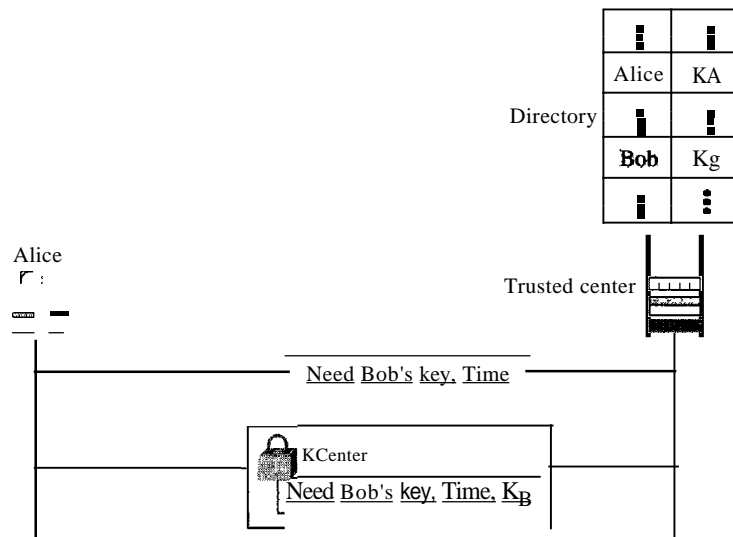 Alice KA
Directory
Bob Kg
Alice
Trusted center
Need Bob's key, Time
KCenter
Need Bob's key, Time, KB